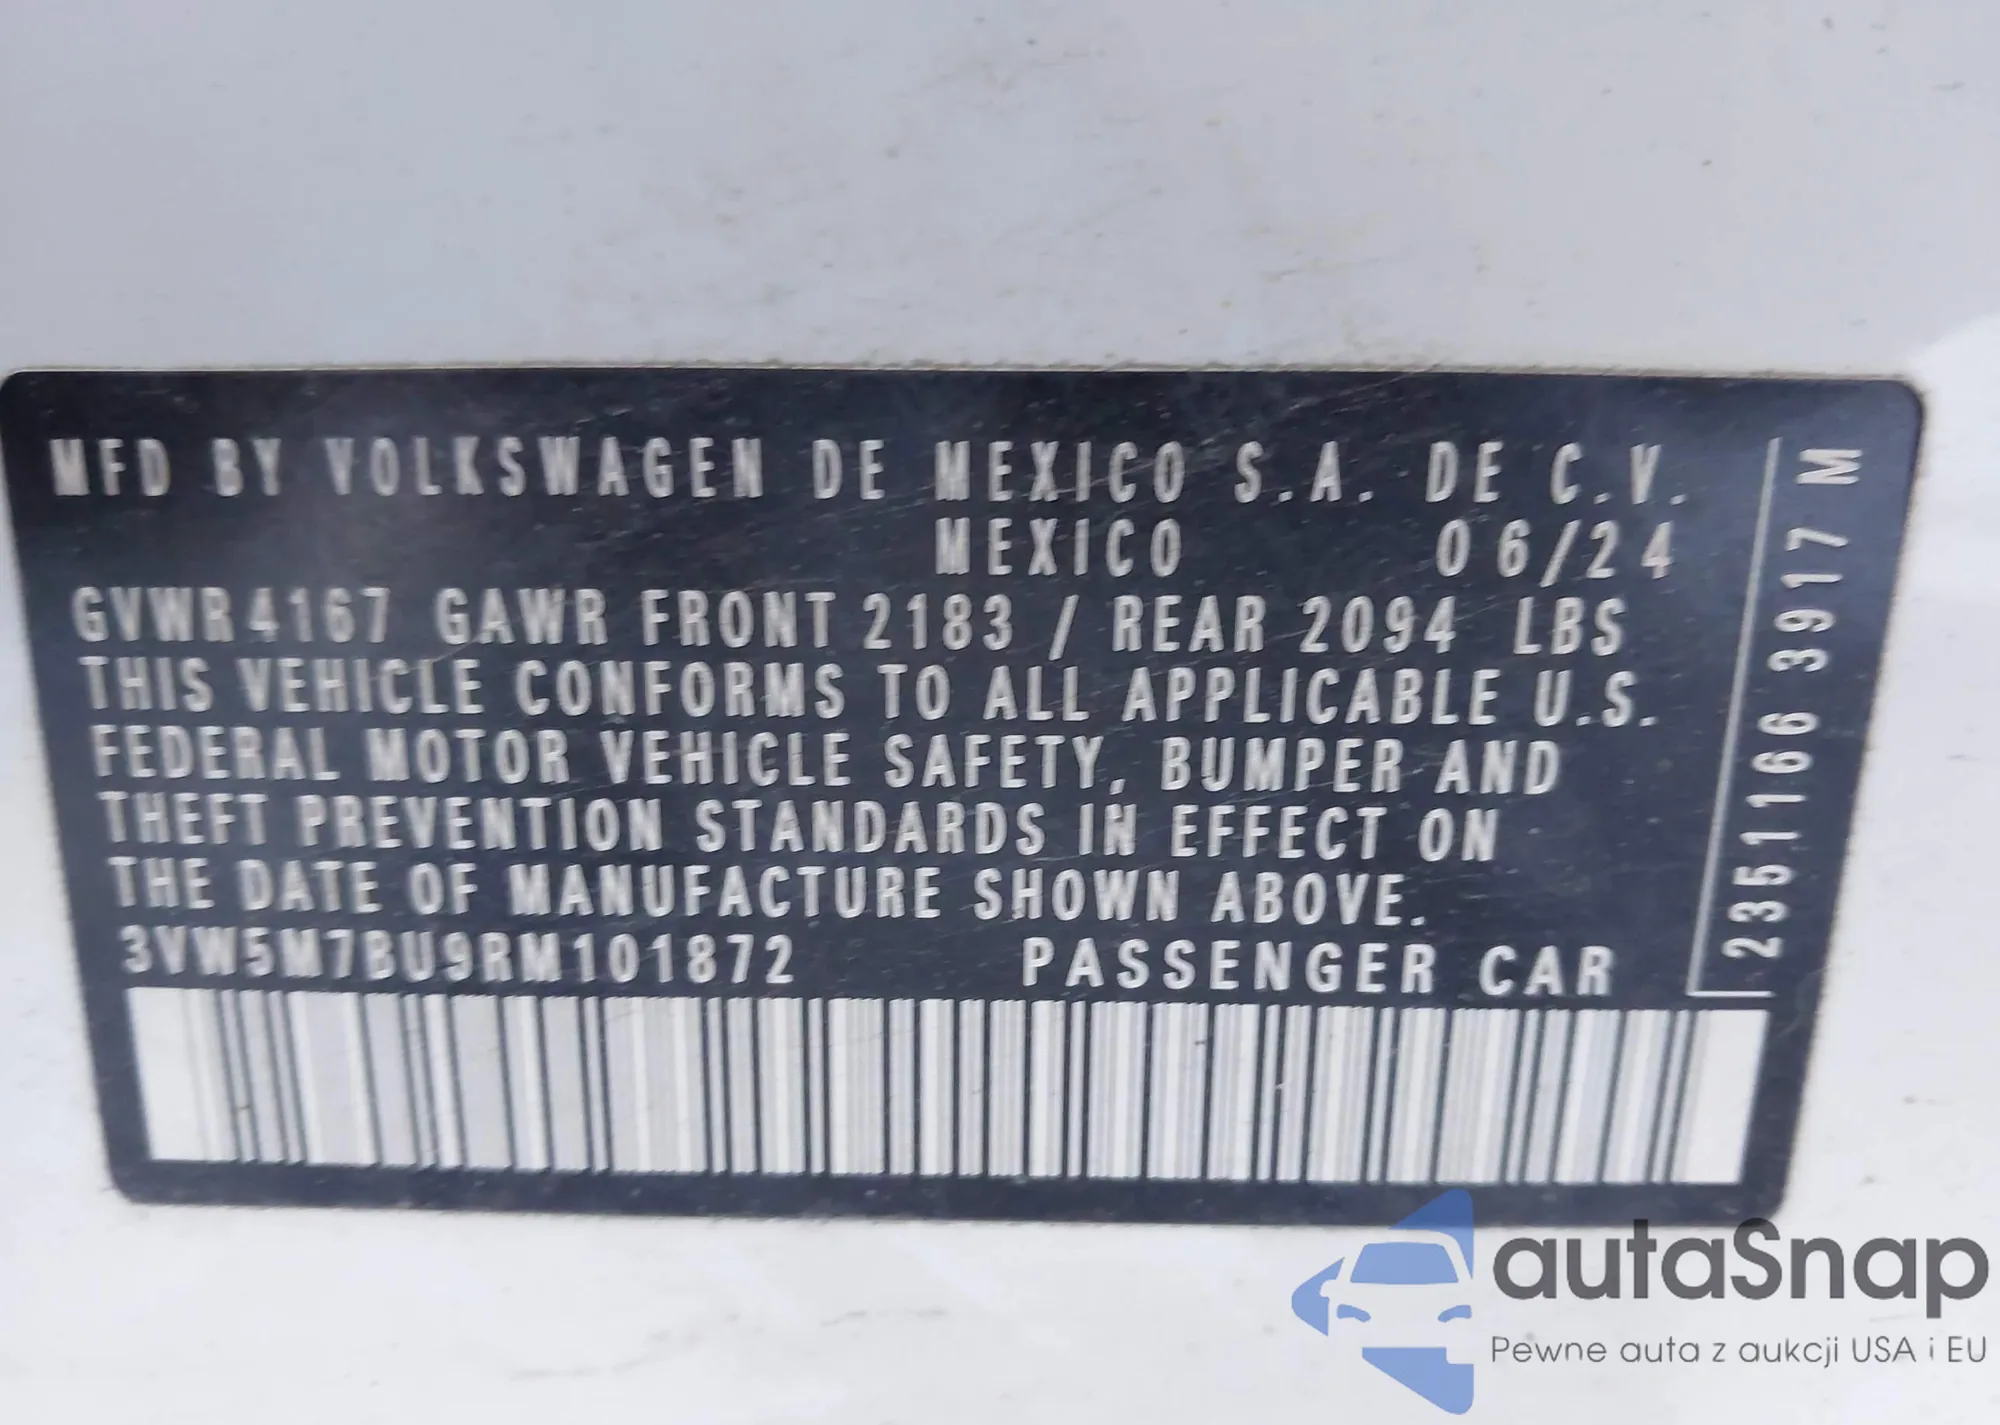 MFD BY VOLKSWAGEN DE MEXICO S.A. DE C.V.
MEXICO 06/24
GVWR 4167 GAWR FRONT 2183 / REAR 2094 LBS
THIS VEHICLE CONFORMS TO ALL APPLICABLE U.S.
FEDERAL MOTOR VEHICLE SAFETY, BUMPER AND
THEFT PREVENTION STANDARDS IN EFFECT ON
THE DATE OF MANUFACTURE SHOWN ABOVE.
3VW5M7BU9RM101872 PASSENGER CAR
2351166 3917 M
autaSnap
Pewne auta z aukcji USA i EU